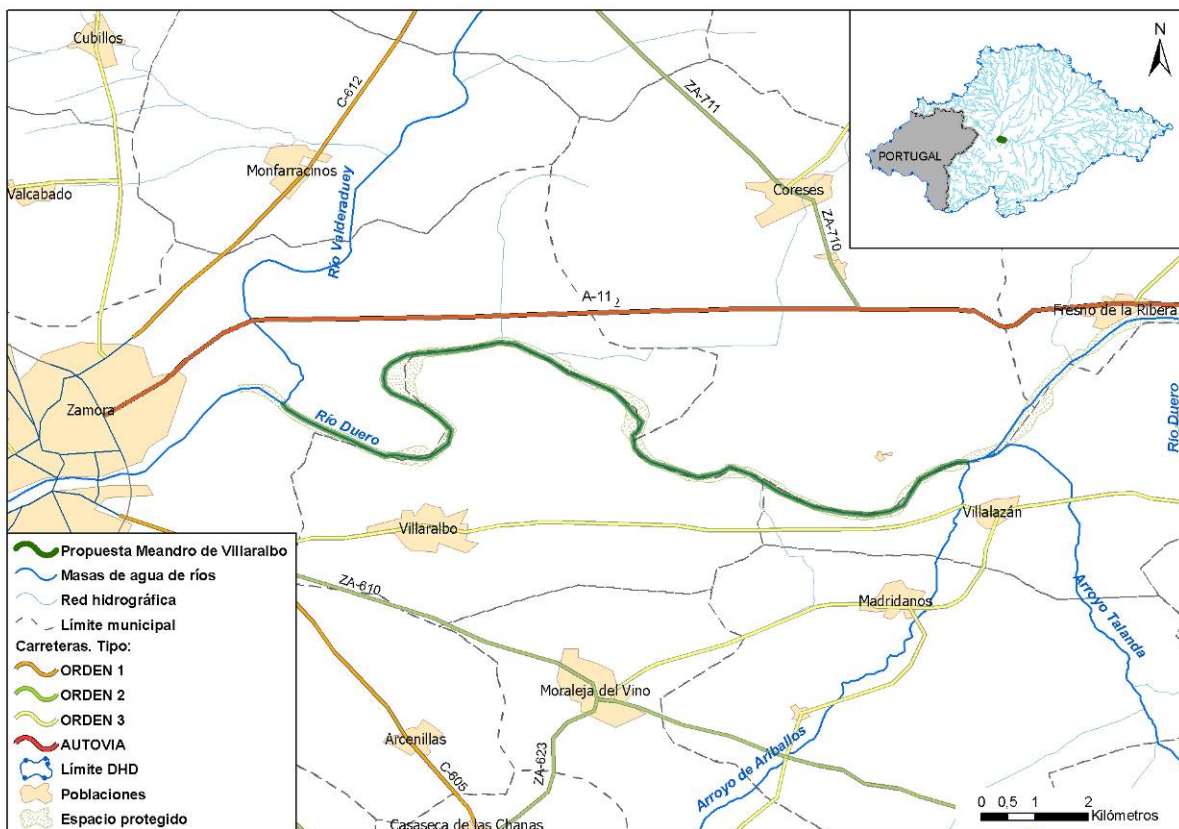 Cubillos
C-612
ZA-711
N
PORTUGAL
Monfarracinos
Valcabado
Coreses
Río Valderaduey
ZA-710
A-11
2
Fresno de la Ribera
Zamora
Río Duero
Río Duero
Villaralbo
Villalazán
ZA-610
Madridanos
Arroyo Talanda
Moraleja del Vino
Arcenillas
C-605
ZA-623
Arroyo de Ariballos
Casaseca de las Chanas
Propuesta Meandro de Villaralbo
Masas de agua de ríos
Red hidrográfica
Límite municipal
Carreteras. Tipo:
ORDEN 1
ORDEN 2
ORDEN 3
AUTOVIA
Límite DHD
Poblaciones
Espacio protegido
0 0,5 1 2
Kilómetros